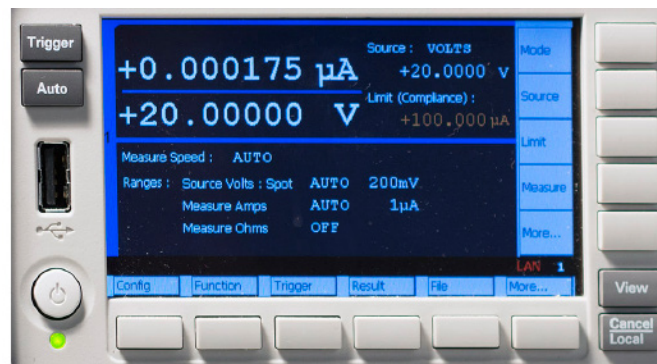 Trigger
Auto
+0.000175 µA
+20.00000 V
Source : VOLTS
+20.0000 V
Limit (Compliance) :
+100.000 µA
1
Measure Speed : AUTO
Ranges : Source Volts : Spot AUTO 200mV
Measure Amps AUTO 1µA
Measure Ohms OFF
Mode
Source
Limit
Measure
More...
LAN 1
Config Function Trigger Result File More...
View
Cancel
Local